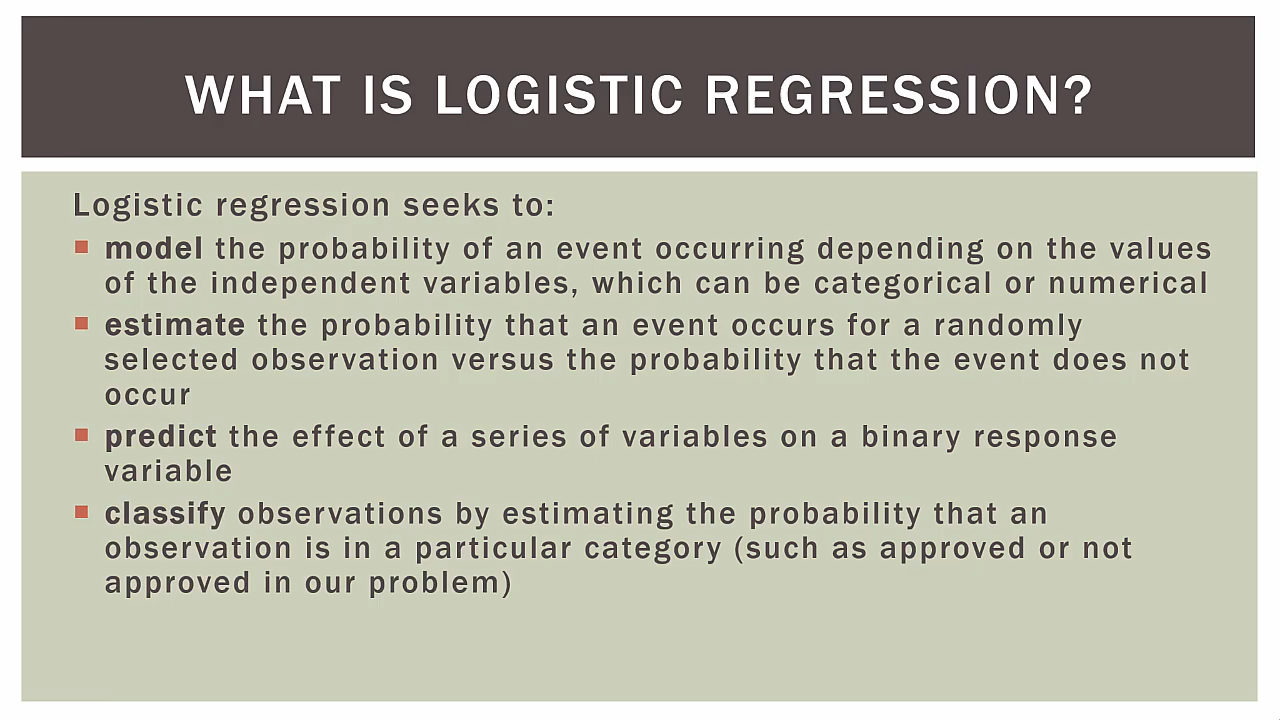 WHAT IS LOGISTIC REGRESSION?
Logistic regression seeks to:
model the probability of an event occurring depending on the values
of the independent variables, which can be categorical or numerical
estimate the probability that an event occurs for a randomly
selected observation versus the probability that the event does not
occur
predict the effect of a series of variables on a binary response
variable
classify observations by estimating the probability that an
observation is in a particular category (such as approved or not
approved in our problem)